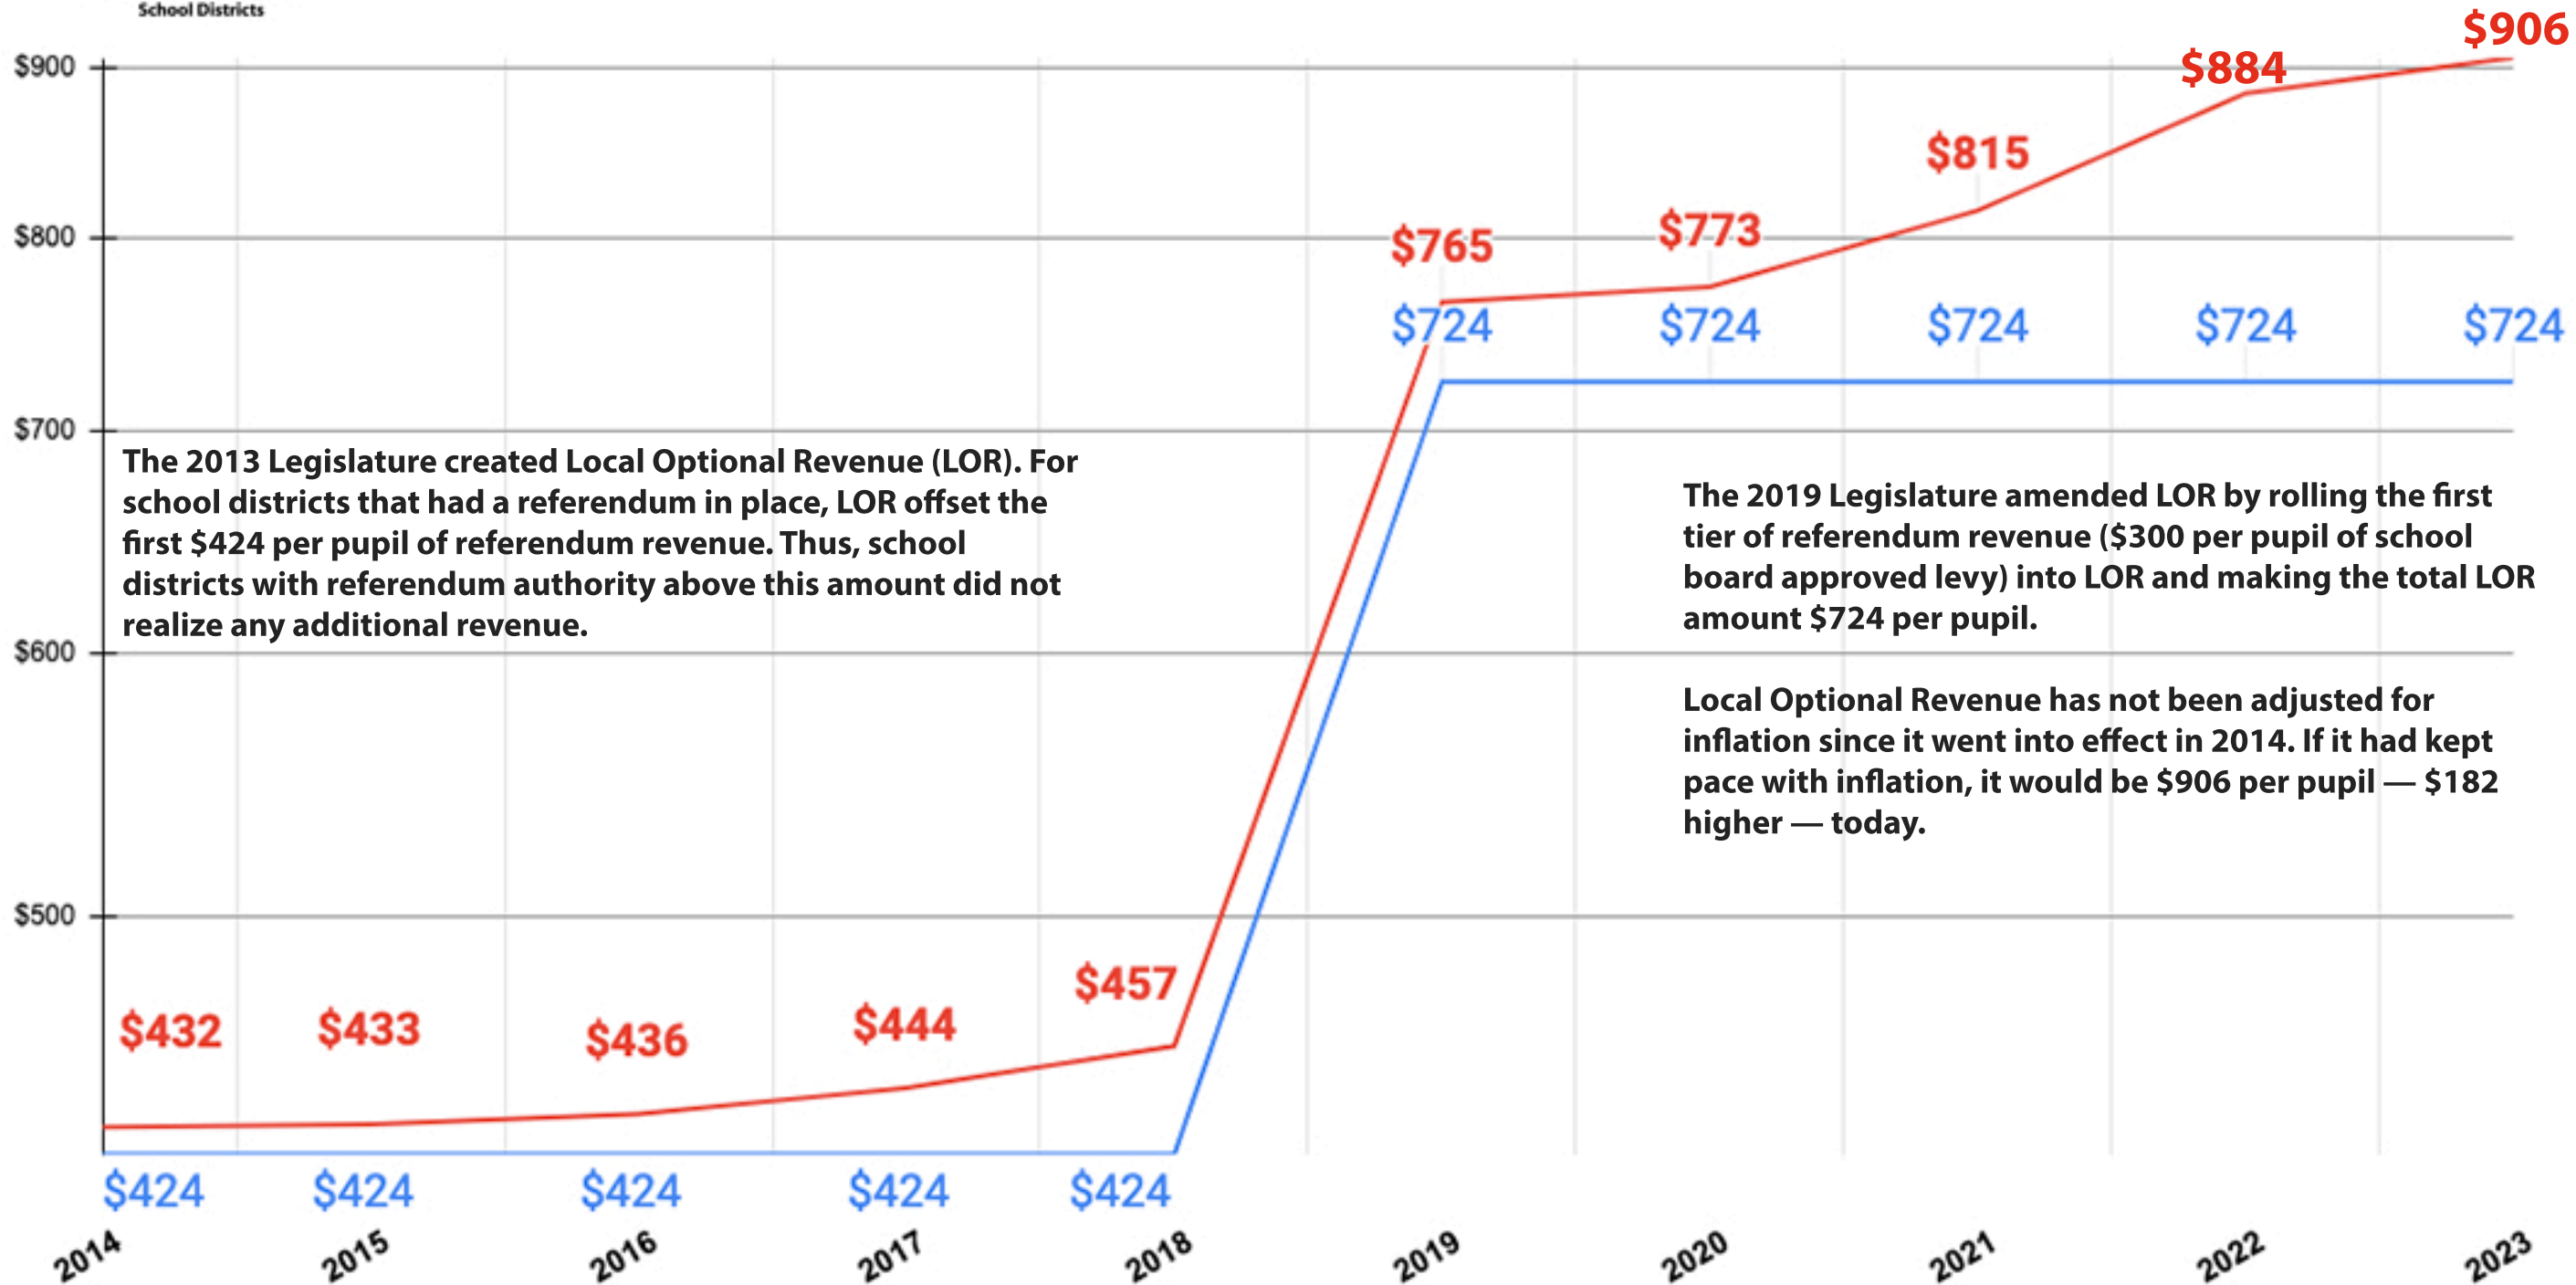 School Districts
$906
$900
$884
$815
$800
$765
$773
$724
$724
$724
$724
$724
$700
The 2013 Legislature created Local Optional Revenue (LOR). For
school districts that had a referendum in place, LOR offset the
first $424 per pupil of referendum revenue. Thus, school
districts with referendum authority above this amount did not
realize any additional revenue.
The 2019 Legislature amended LOR by rolling the first
tier of referendum revenue ($300 per pupil of school
board approved levy) into LOR and making the total LOR
amount $724 per pupil.
$600
Local Optional Revenue has not been adjusted for
inflation since it went into effect in 2014. If it had kept
pace with inflation, it would be $906 per pupil — $182
higher — today.
$500
$432
$433
$436
$444
$457
$424
$424
$424
$424
$424
2014
2015
2016
2017
2018
2019
2020
2021
2022
2023